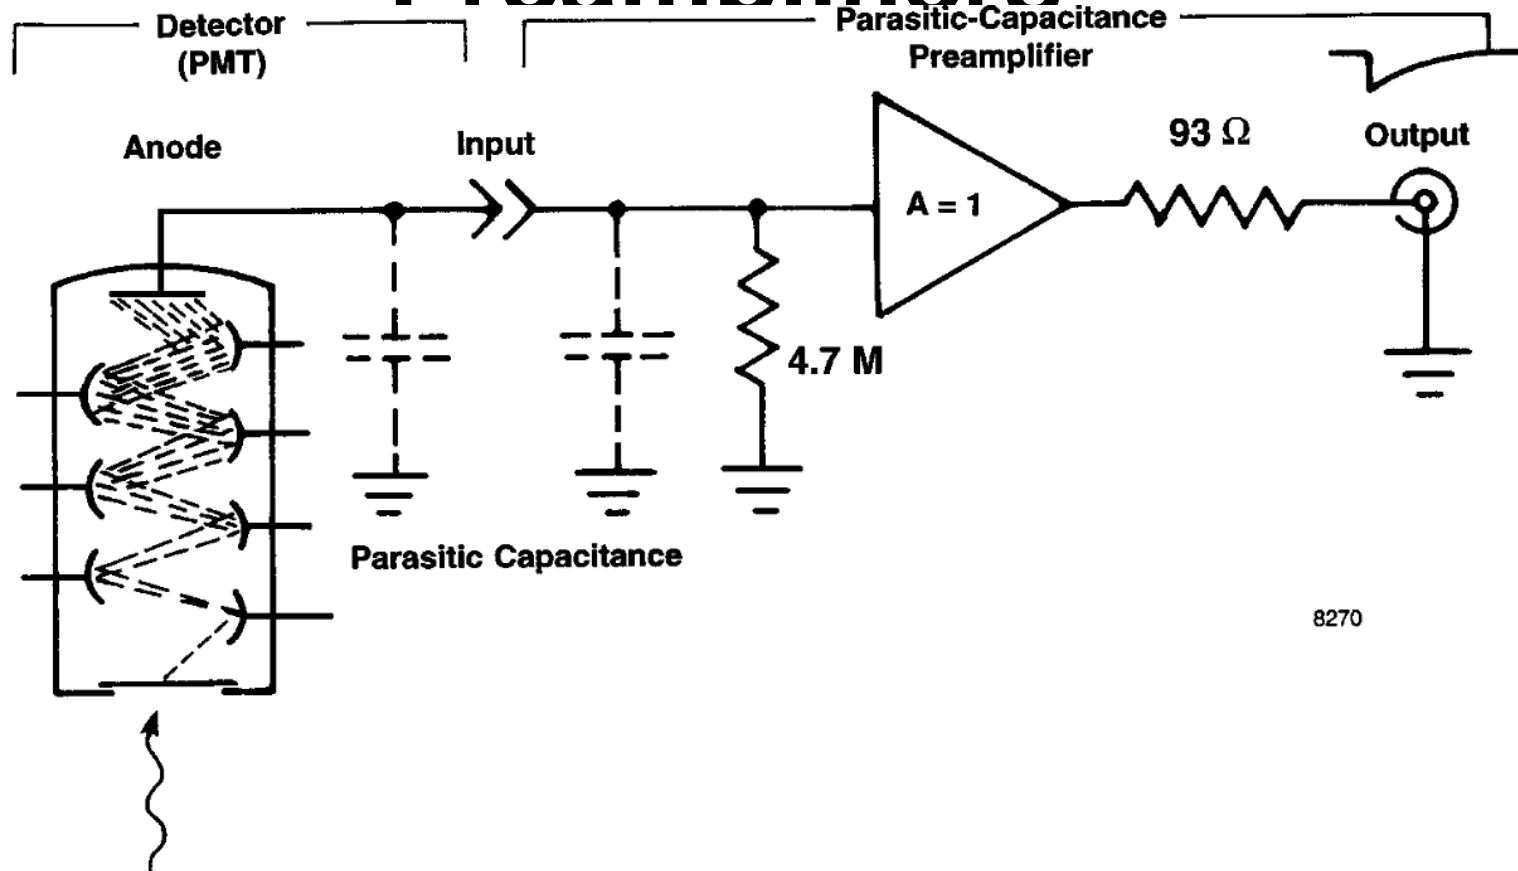 Detector
(PMT)
Parasitic-Capacitance
Preamplifier
Anode
Input
93 Ω
Output
A = 1
4.7 M
Parasitic Capacitance
8270